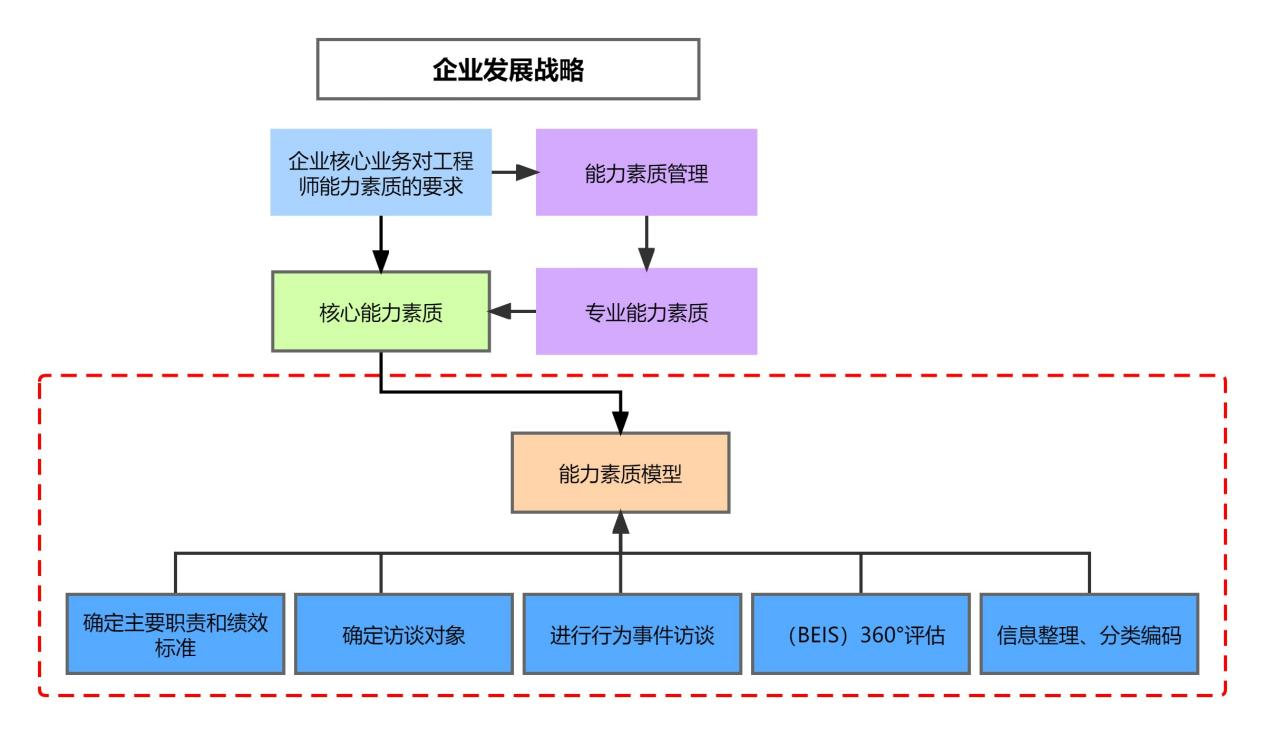 企业发展战略
企业核心业务对工程
师能力素质的要求
能力素质管理
核心能力素质
专业能力素质
能力素质模型
确定主要职责和绩效
标准
确定访谈对象
进行行为事件访谈
（BEIS）360°评估
信息整理、分类编码